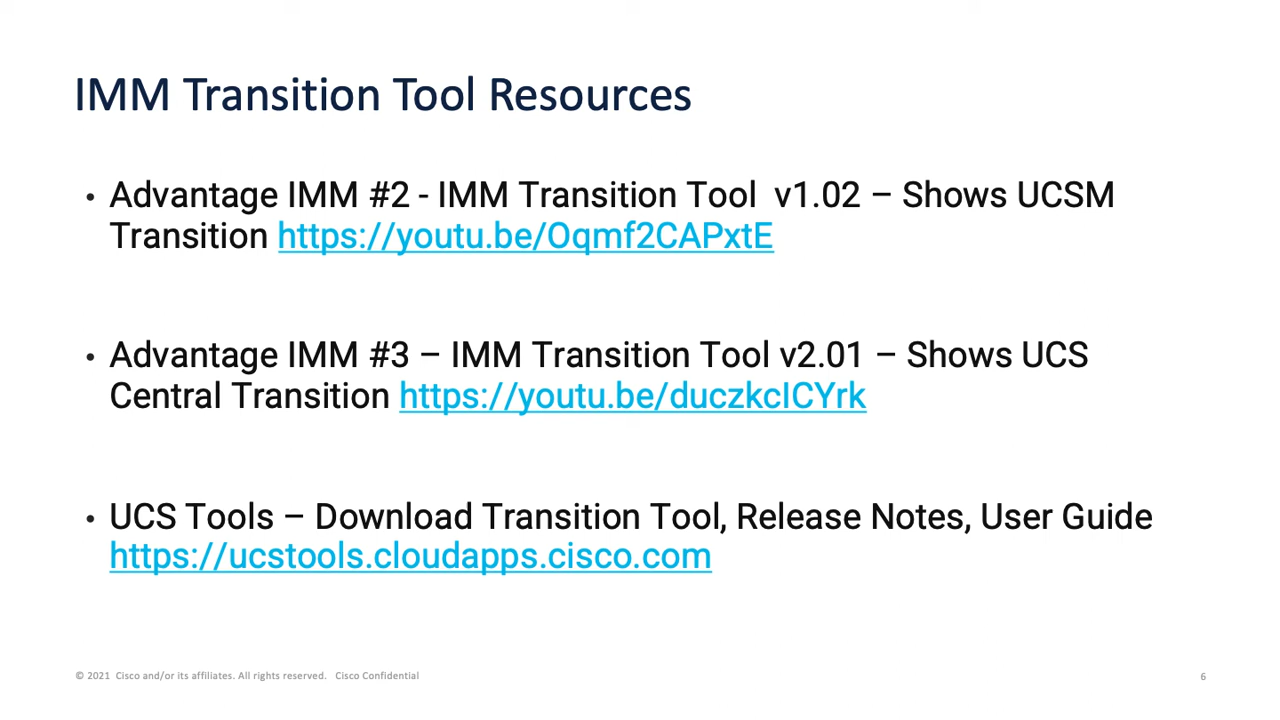 IMM Transition Tool Resources
• Advantage IMM #2 - IMM Transition Tool  v1.02 – Shows UCSM
Transition https://youtu.be/Oqmf2CAPxtE
• Advantage IMM #3 – IMM Transition Tool v2.01 – Shows UCS
Central Transition https://youtu.be/duczkcICYrk
• UCS Tools – Download Transition Tool, Release Notes, User Guide
https://ucstools.cloudapps.cisco.com
© 2021  Cisco and/or its affiliates. All rights reserved.   Cisco Confidential
6